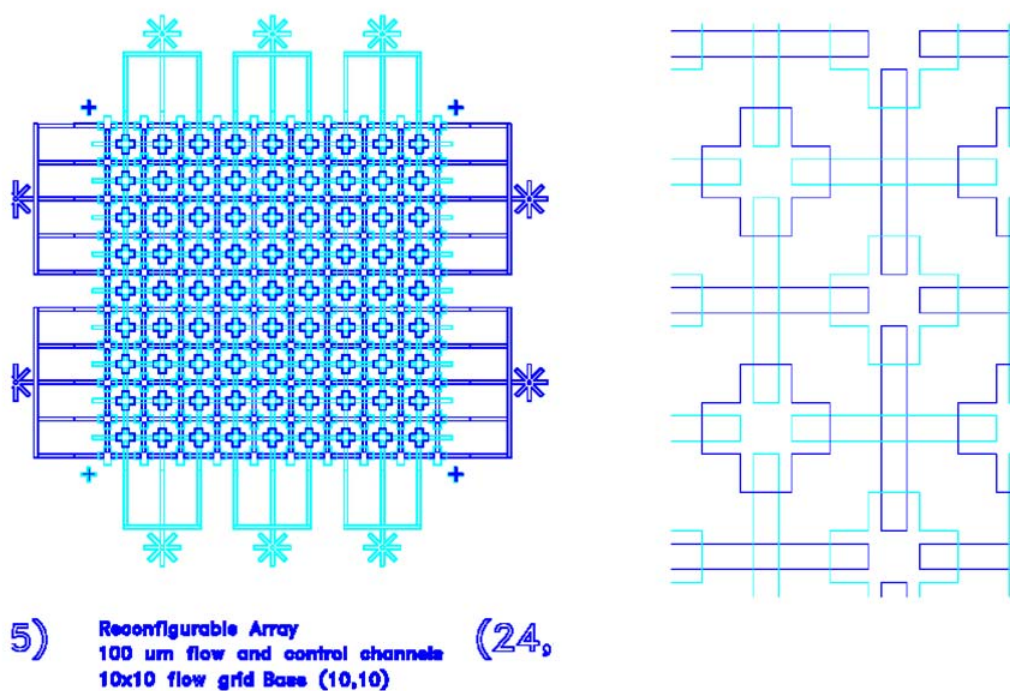 5)
Reconfigurable Array
100 um flow and control channels
10x10 flow grid Base (10,10)
(24,